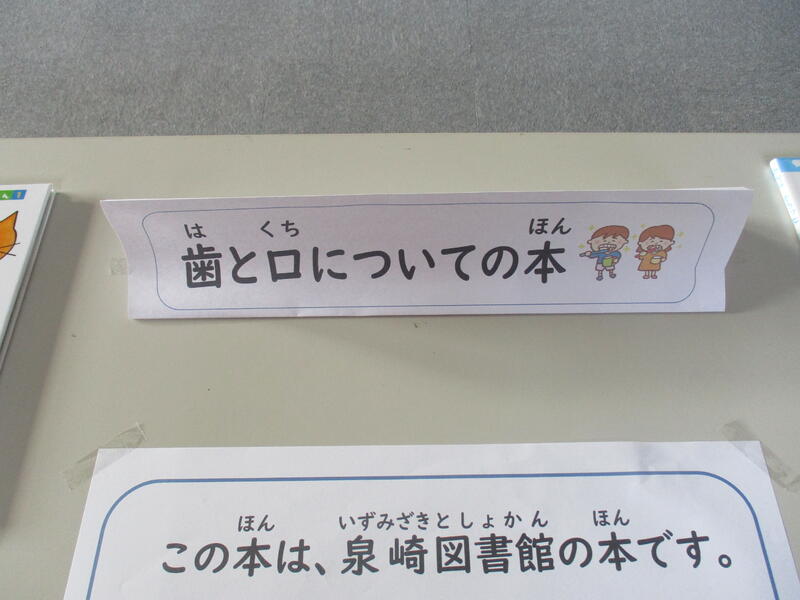 は くち ほん
歯と口についての本
ほん いずみざきとしょかん ほん
この本は、泉崎図書館の本です。